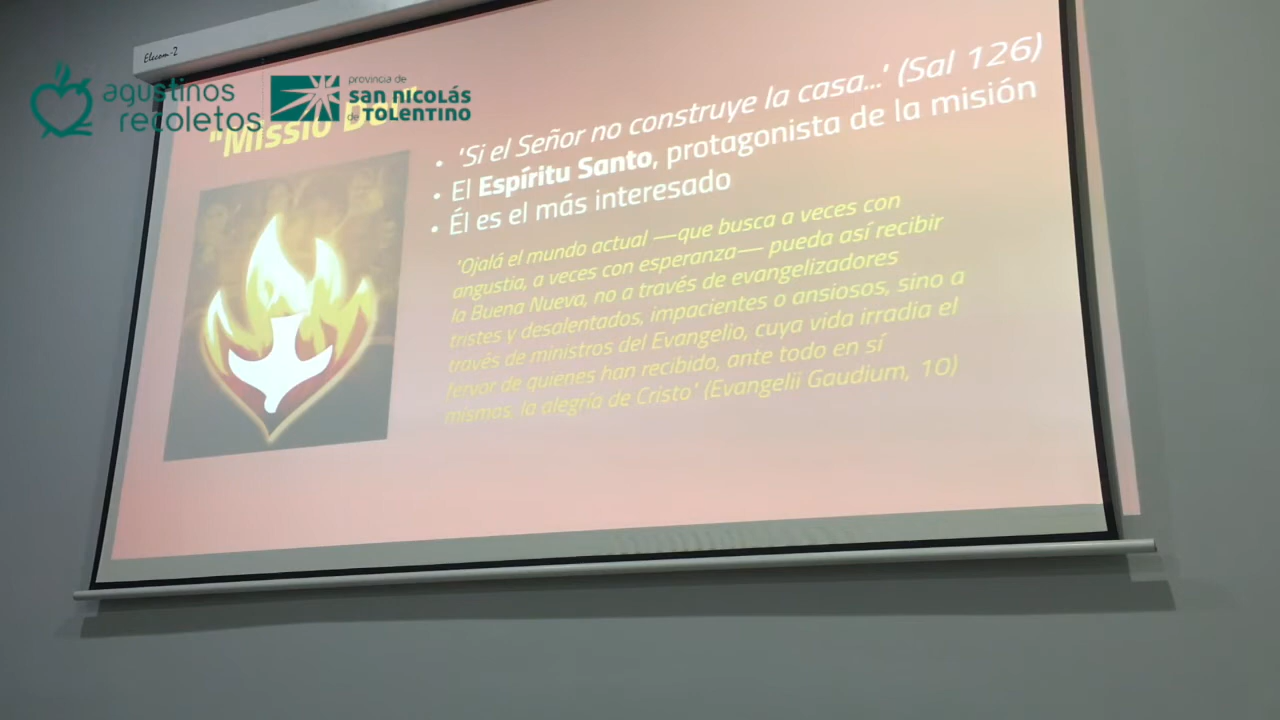 Elecom-2
agustinos
recoletos
provincia de
SAN NICOLÁS
de TOLENTINO
"Missio Dei"
• 'Si el Señor no construye la casa...' (Sal 126)
• El Espíritu Santo, protagonista de la misión
• Él es el más interesado
'Ojalá el mundo actual —que busca a veces con
angustia, a veces con esperanza— pueda así recibir
la Buena Nueva, no a través de evangelizadores
tristes y desalentados, impacientes o ansiosos, sino a
través de ministros del Evangelio, cuya vida irradia el
fervor de quienes han recibido, ante todo en sí
mismos, la alegría de Cristo' (Evangelii Gaudium, 10)